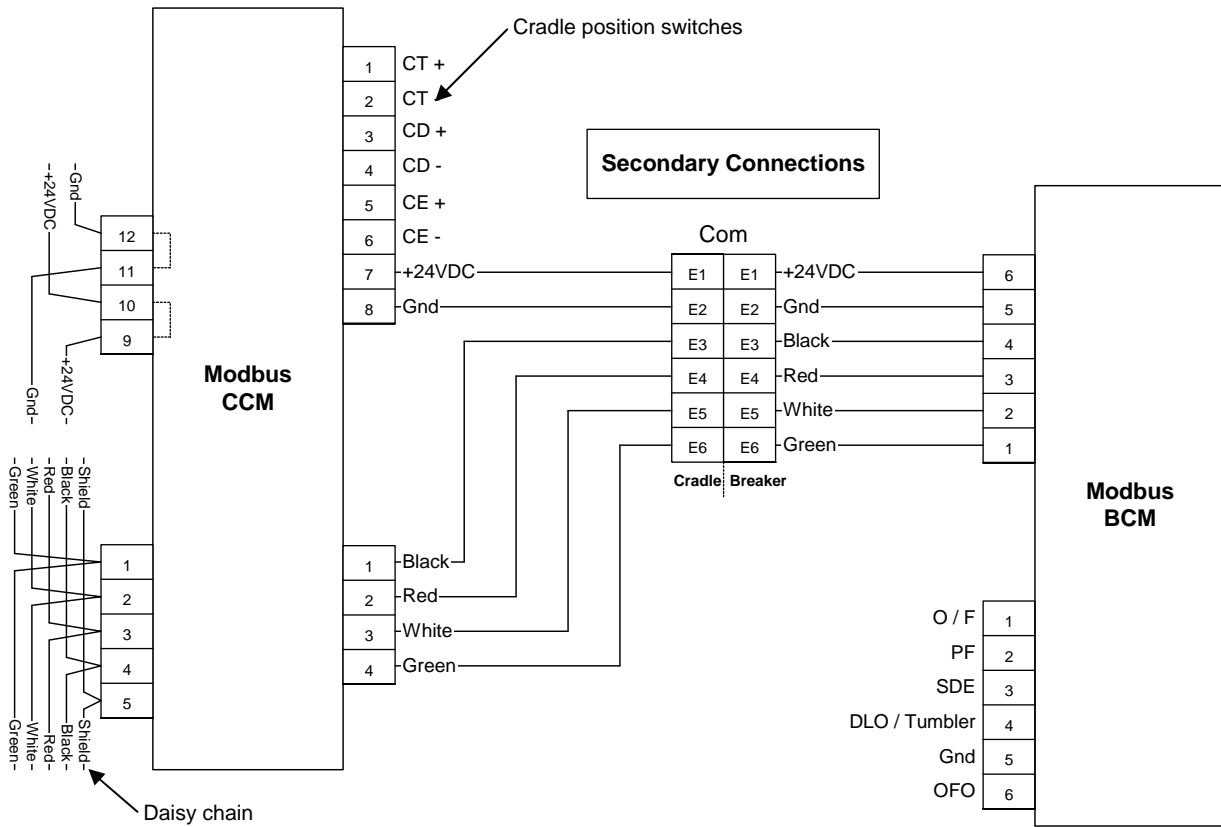 Cradle position switches
1 CT +
2 CT -
3 CD +
4 CD -
5 CE +
6 CE -
7 +24VDC
8 Gnd
Secondary Connections
Com
E1 E1 +24VDC 6
E2 E2 Gnd 5
E3 E3 Black 4
E4 E4 Red 3
E5 E5 White 2
E6 E6 Green 1
Cradle Breaker
-Gnd-
-+24VDC-
12
11
10
9
+24VDC-
Gnd-
Modbus
CCM
Modbus
BCM
-Shield-
-Black-
-Red-
-White-
-Green-
1
2
3
4
5
1 Black
2 Red
3 White
4 Green
Shield-
Black-
Red-
White-
Green-
Daisy chain
O / F 1
PF 2
SDE 3
DLO / Tumbler 4
Gnd 5
OFO 6